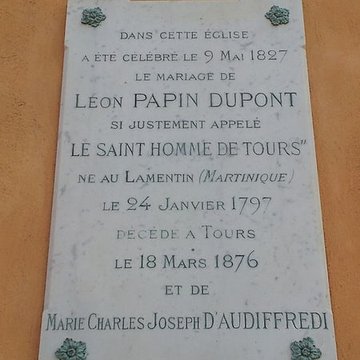 DANS CETTE ÉGLISE
A ÉTÉ CÉLÉBRÉ LE 9 MAI 1827
LE MARIAGE DE
LÉON PAPIN DUPONT
SI JUSTEMENT APPELÉ
LE SAINT HOMME DE TOURS"
NE AU LAMENTIN (MARTINIQUE)
LE 24 JANVIER 1797
DÉCÉDÉ A TOURS
LE 18 MARS 1876
ET DE
MARIE CHARLES JOSEPH D'AUDIFFREDI